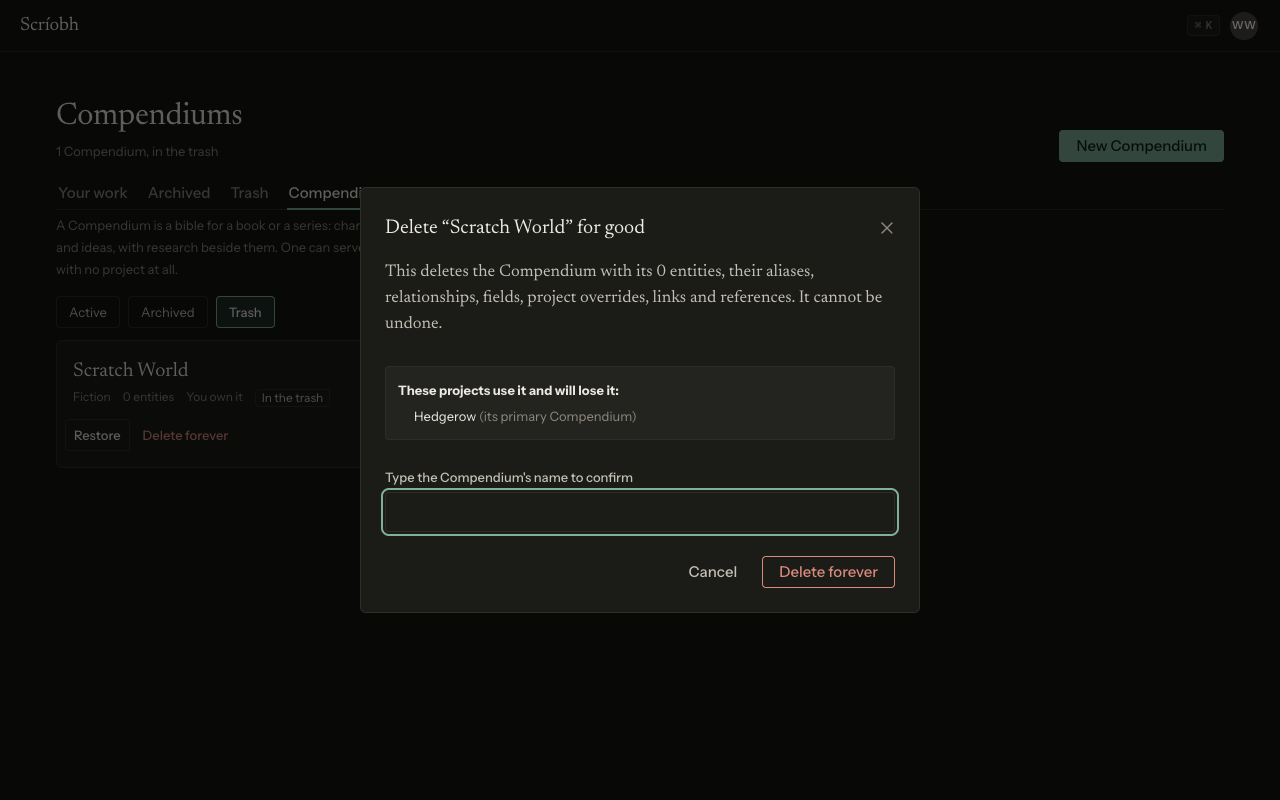 Scríobh
⌘ K
WW
Compendiums
1 Compendium, in the trash
New Compendium
Your work Archived Trash Compendi
A Compendium is a bible for a book or a series: char
and ideas, with research beside them. One can serve
with no project at all.
Active Archived Trash
Scratch World
Fiction 0 entities You own it In the trash
Restore Delete forever
Delete “Scratch World” for good
This deletes the Compendium with its 0 entities, their aliases,
relationships, fields, project overrides, links and references. It cannot be
undone.
These projects use it and will lose it:
Hedgerow (its primary Compendium)
Type the Compendium's name to confirm
Cancel Delete forever